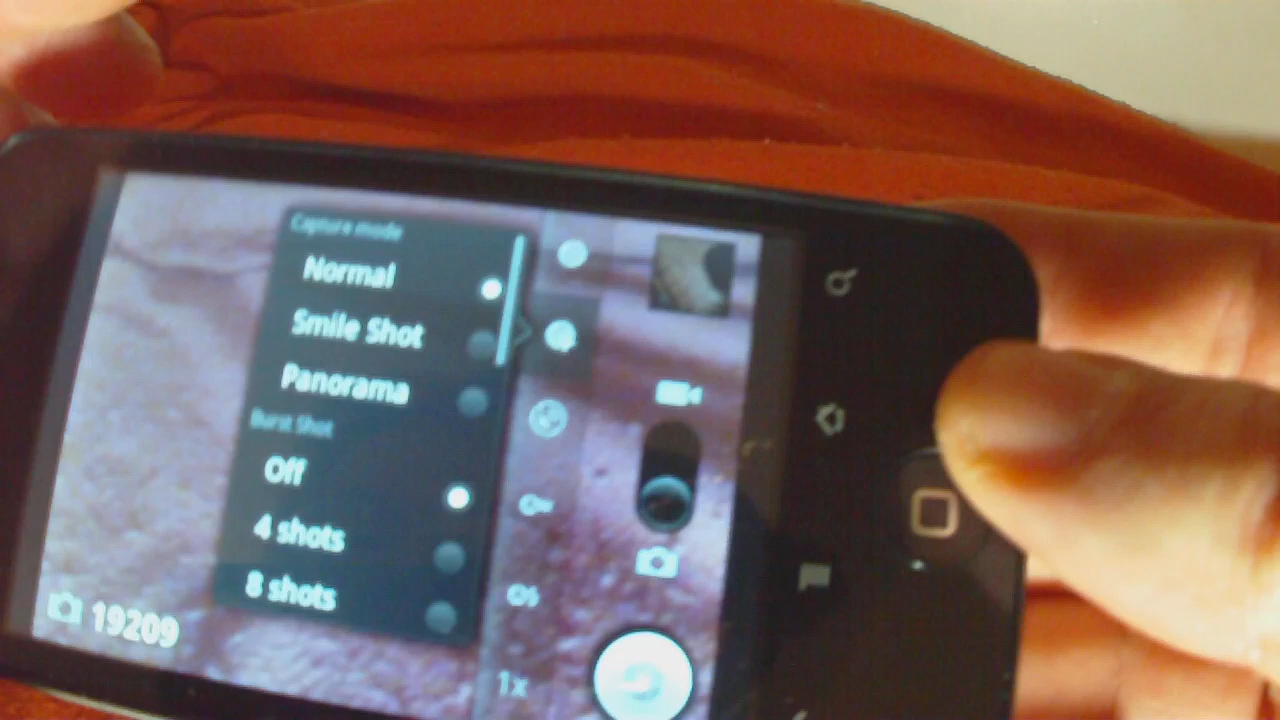 Capture mode
Normal
Smile Shot
Panorama
Burst Shot
Off
4 shots
8 shots
19209
1x